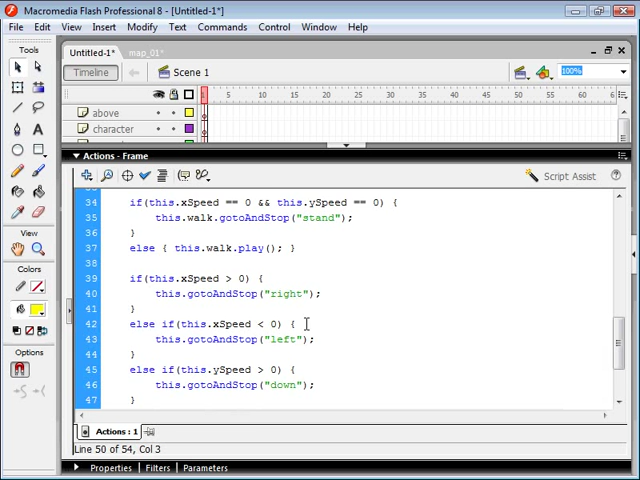 Macromedia Flash Professional 8 - [Untitled-1*]
File Edit View Insert Modify Text Commands Control Window Help
Tools
Untitled-1* map_01*
Timeline Scene 1 100%
1 5 10 15 20 25 30 35 40 45 50 55 60 6
above
character
Actions - Frame
Script Assist
34 if(this.xSpeed == 0 && this.ySpeed == 0) {
35 this.walk.gotoAndStop("stand");
36 }
37 else { this.walk.play(); }
38
39 if(this.xSpeed > 0) {
40 this.gotoAndStop("right");
41 }
42 else if(this.xSpeed < 0) {
43 this.gotoAndStop("left");
44 }
45 else if(this.ySpeed > 0) {
46 this.gotoAndStop("down");
47 }
View
Colors
Options
Actions : 1
Line 50 of 54, Col 3
Properties Filters Parameters